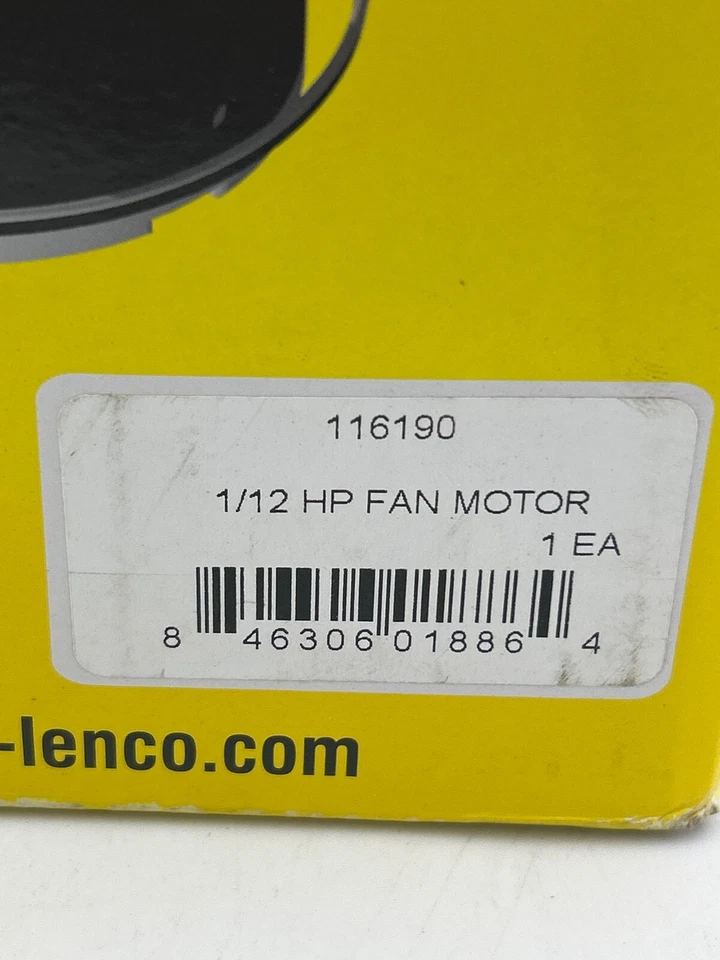 116190
1/12 HP FAN MOTOR
1 EA
8 46306 01886 4
-lenco.com